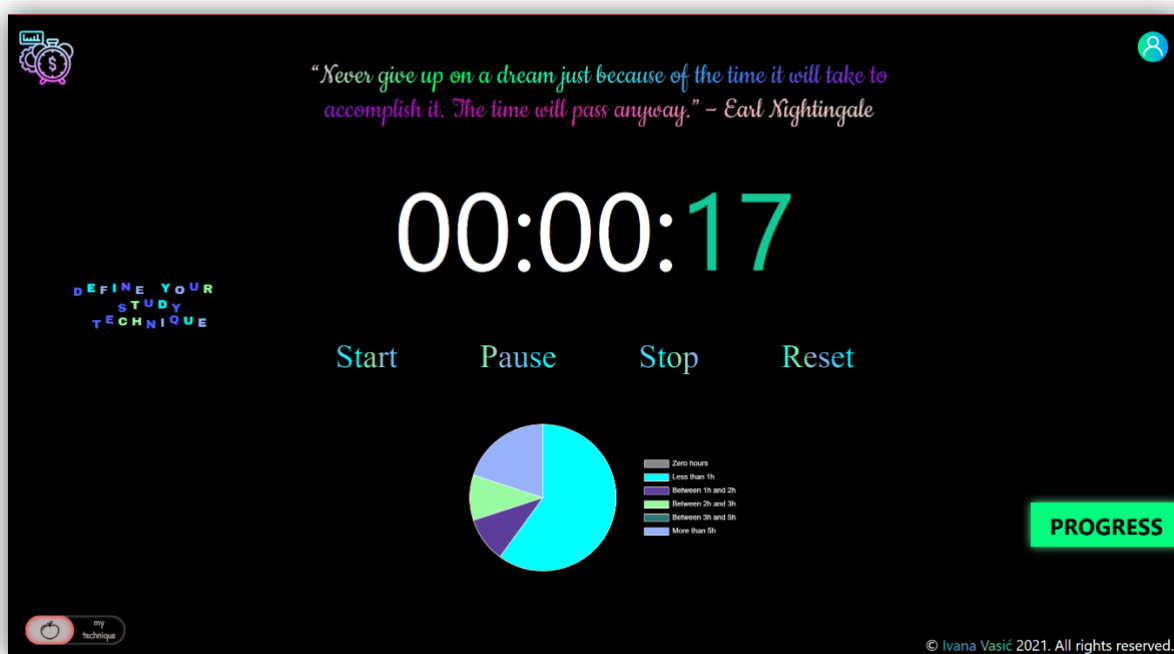 $
“Never give up on a dream just because of the time it will take to
accomplish it. The time will pass anyway.” – Earl Nightingale
00:00:17
DEFINE YOUR
STUDY
TECHNIQUE
Start Pause Stop Reset
Zero hours
Less than 1h
Between 1h and 2h
Between 2h and 3h
Between 3h and 5h
More than 5h
PROGRESS
my
technique
© Ivana Vasić 2021. All rights reserved.